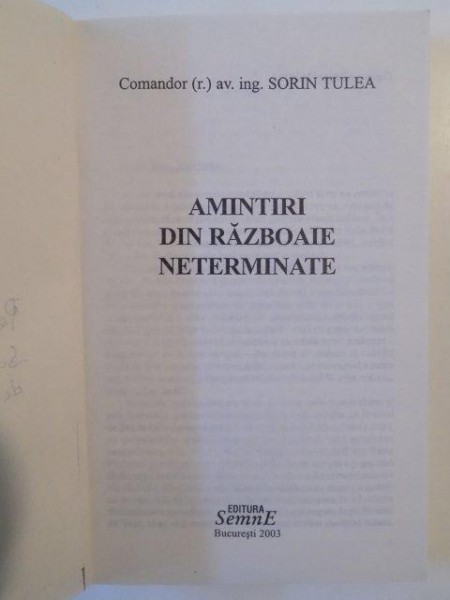 Comandor (r.) av. ing. SORIN TULEA
AMINTIRI
DIN RĂZBOAIE
NETERMINATE
EDITURA
SemnE
București 2003